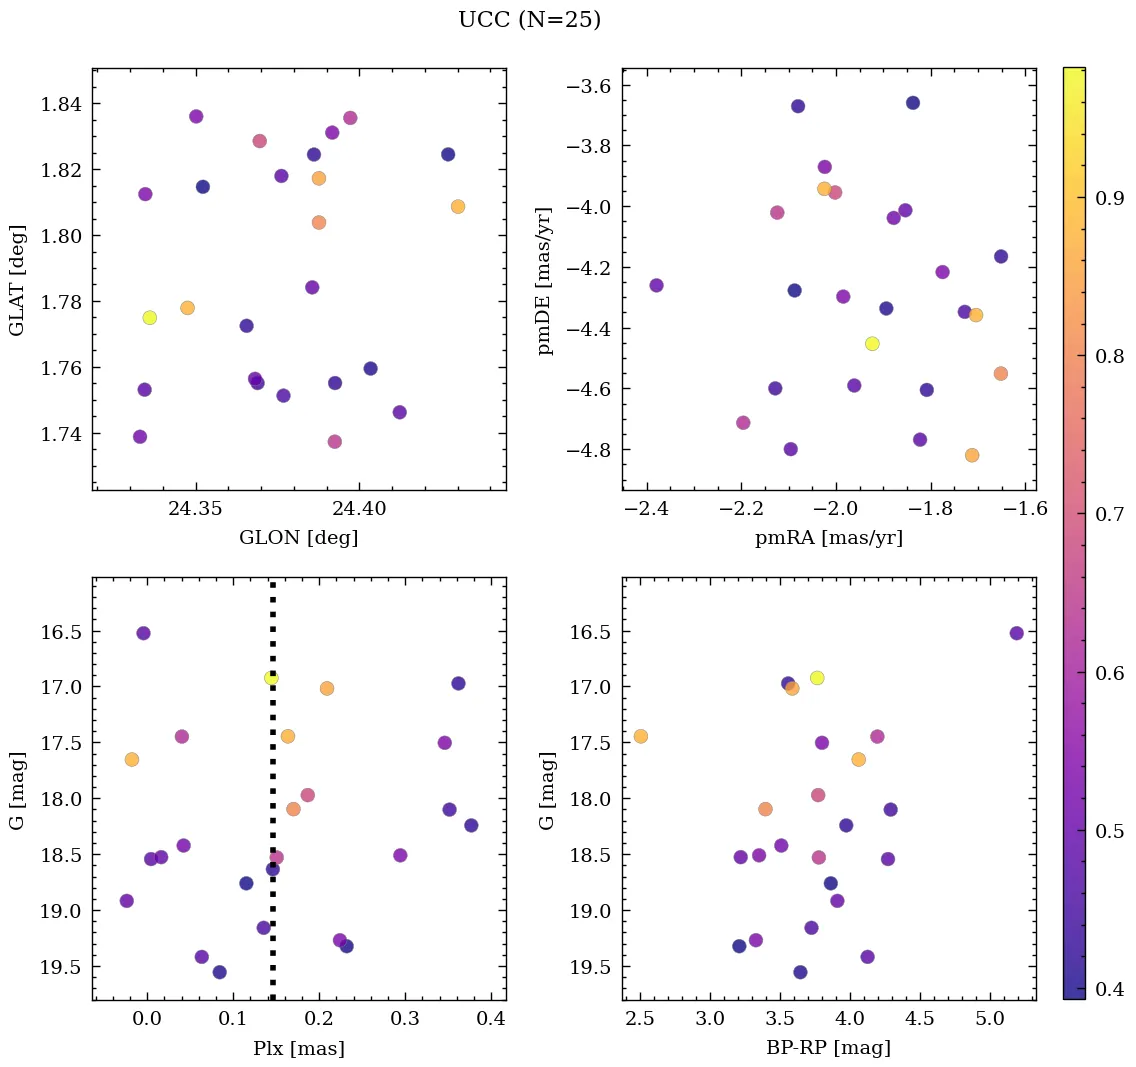 UCC (N=25)
1.84
1.82
1.80
1.78
1.76
1.74
GLAT [deg]
24.35 24.40
GLON [deg]
−3.6
−3.8
−4.0
−4.2
−4.4
−4.6
−4.8
pmDE [mas/yr]
−2.4 −2.2 −2.0 −1.8 −1.6
pmRA [mas/yr]
0.9
0.8
0.7
0.6
0.5
0.4
16.5
17.0
17.5
18.0
18.5
19.0
19.5
G [mag]
0.0 0.1 0.2 0.3 0.4
Plx [mas]
16.5
17.0
17.5
18.0
18.5
19.0
19.5
G [mag]
2.5 3.0 3.5 4.0 4.5 5.0
BP-RP [mag]